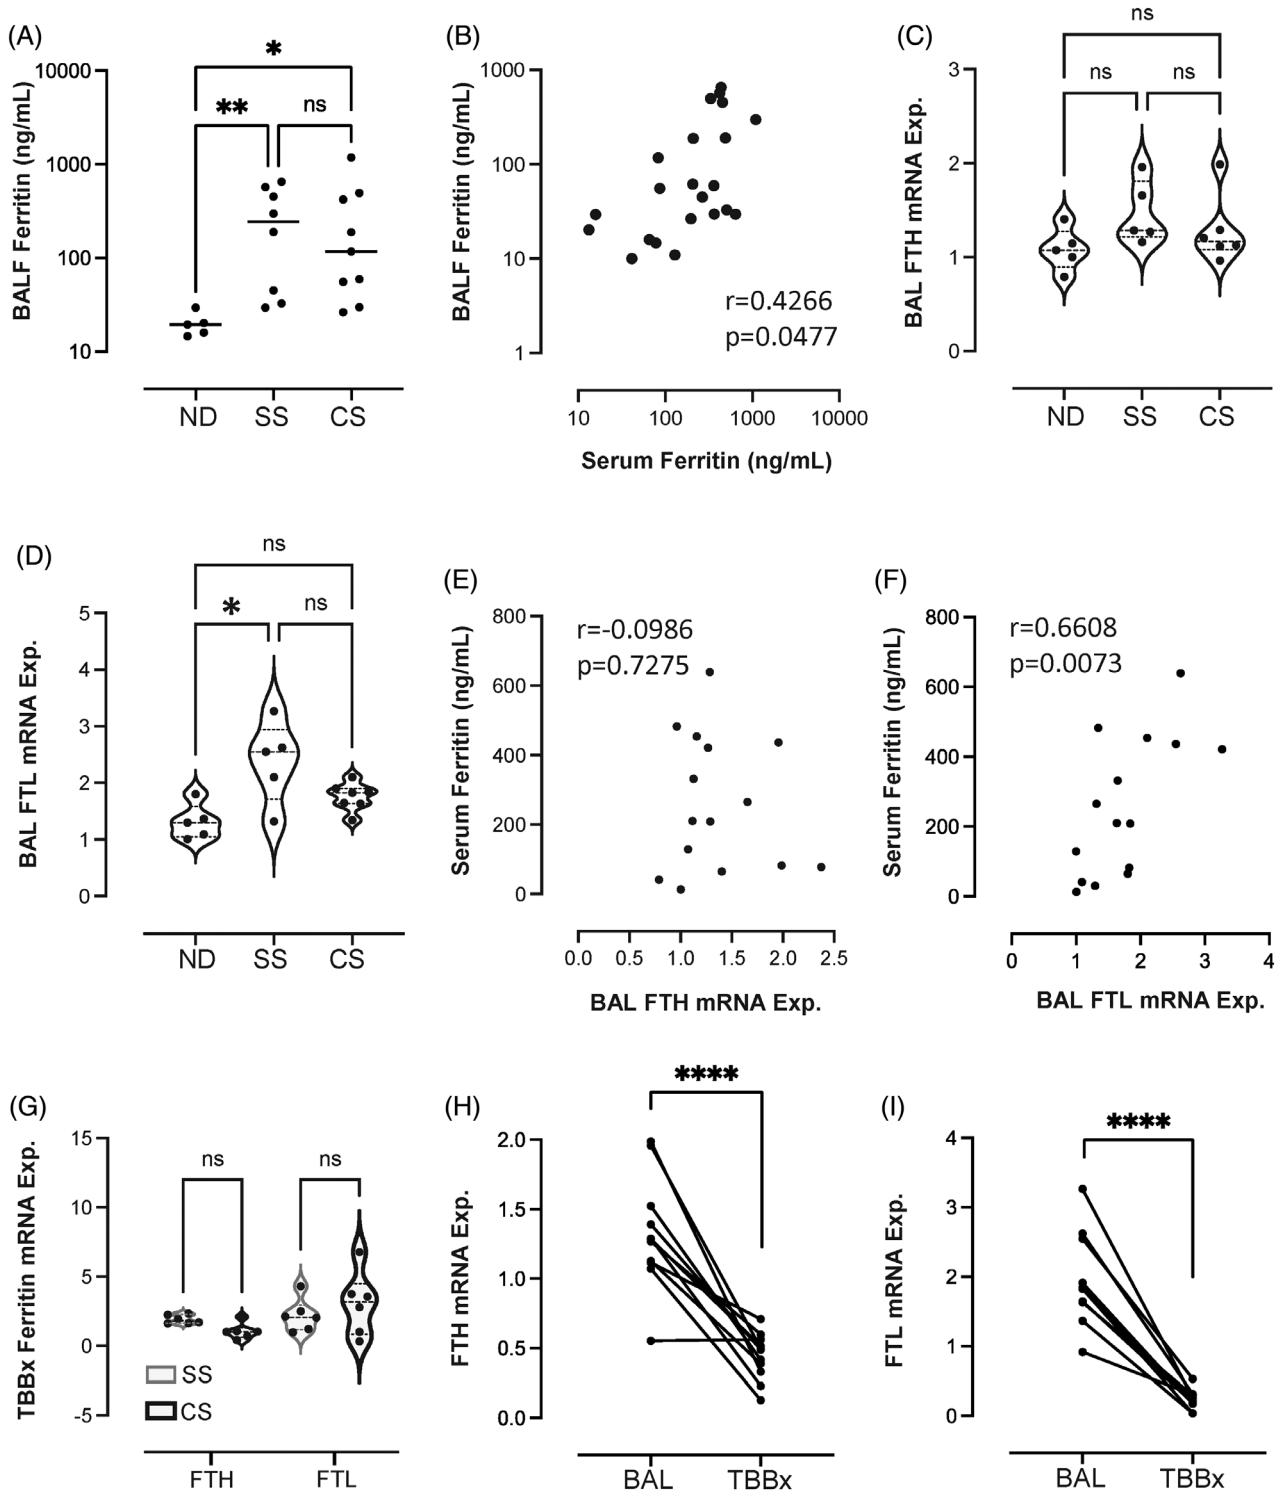 (A)
*
** ns
10000
1000
100
10
BALF Ferritin (ng/mL)
ND SS CS
(B)
1000
100
10
1
BALF Ferritin (ng/mL)
r=0.4266
p=0.0477
10 100 1000 10000
Serum Ferritin (ng/mL)
(C)
ns
ns ns
3
2
1
0
BAL FTH mRNA Exp.
ND SS CS
(D)
ns
* ns
5
4
3
2
1
0
BAL FTL mRNA Exp.
ND SS CS
(E)
800
600
400
200
0
Serum Ferritin (ng/mL)
r=-0.0986
p=0.7275
0.0 0.5 1.0 1.5 2.0 2.5
BAL FTH mRNA Exp.
(F)
800
600
400
200
0
Serum Ferritin (ng/mL)
r=0.6608
p=0.0073
0 1 2 3 4
BAL FTL mRNA Exp.
(G)
15
10
5
0
-5
TBBx Ferritin mRNA Exp.
ns ns
SS
CS
FTH FTL
(H)
****
2.0
1.5
1.0
0.5
0.0
FTH mRNA Exp.
BAL TBBx
(I)
****
4
3
2
1
0
FTL mRNA Exp.
BAL TBBx